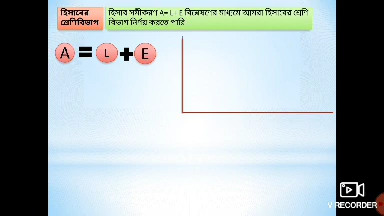 হিসাবের
শ্রেণিবিভাগ
হিসাব সমীকরণ A= L+ E বিশ্লেষণের মাধ্যমে আমরা হিসাবের শ্রেণি
বিভাগ নির্ণয় করতে পারি
A = L + E
V RECORDER